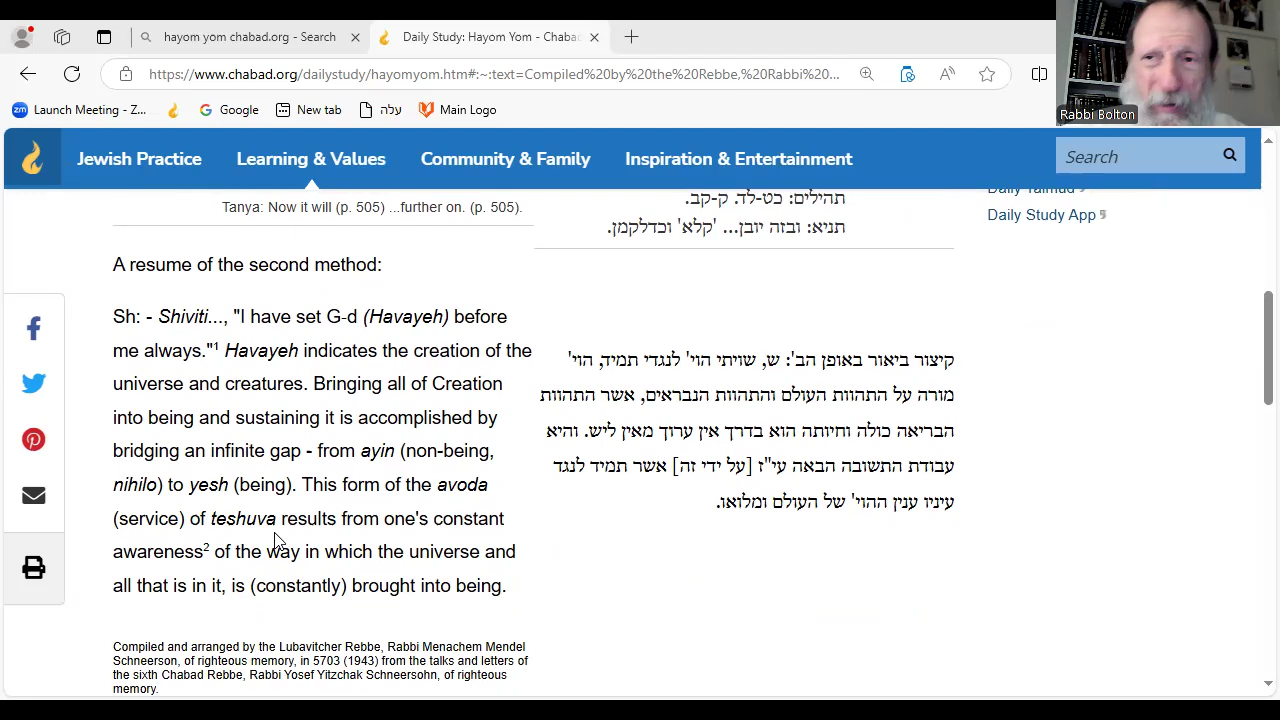 hayom yom chabad.org - Search
Daily Study: Hayom Yom - Chabad
https://www.chabad.org/dailystudy/hayomyom.htm#:~:text=Compiled%20by%20the%20Rebbe,%20Rabbi%20...
Rabbi Bolton
zm Launch Meeting - Z...
Google
New tab
עלה
Main Logo
Jewish Practice
Learning & Values
Community & Family
Inspiration & Entertainment
Search
Tanya: Now it will (p. 505) ...further on. (p. 505).
תהילים: כט-לד. ק-קב.
תניא: ובזה יובן... 'קלא' וכדלקמן.
Daily Talmud
Daily Study App
A resume of the second method:
Sh: - Shiviti..., "I have set G-d (Havayeh) before
me always."1 Havayeh indicates the creation of the
universe and creatures. Bringing all of Creation
into being and sustaining it is accomplished by
bridging an infinite gap - from ayin (non-being,
nihilo) to yesh (being). This form of the avoda
(service) of teshuva results from one's constant
awareness2 of the way in which the universe and
all that is in it, is (constantly) brought into being.
קיצור ביאור באופן הב': ש, שויתי הוי' לנגדי תמיד, הוי'
מורה על התהוות העולם והתהוות הנבראים, אשר התהוות
הבריאה כולה וחיותה הוא בדרך אין ערוך מאין ליש. והיא
עבודת התשובה הבאה עי"ז [על ידי זה] אשר תמיד לנגד
עיניו ענין ההוי' של העולם ומלואו.
Compiled and arranged by the Lubavitcher Rebbe, Rabbi Menachem Mendel
Schneerson, of righteous memory, in 5703 (1943) from the talks and letters of
the sixth Chabad Rebbe, Rabbi Yosef Yitzchak Schneersohn, of righteous
memory.